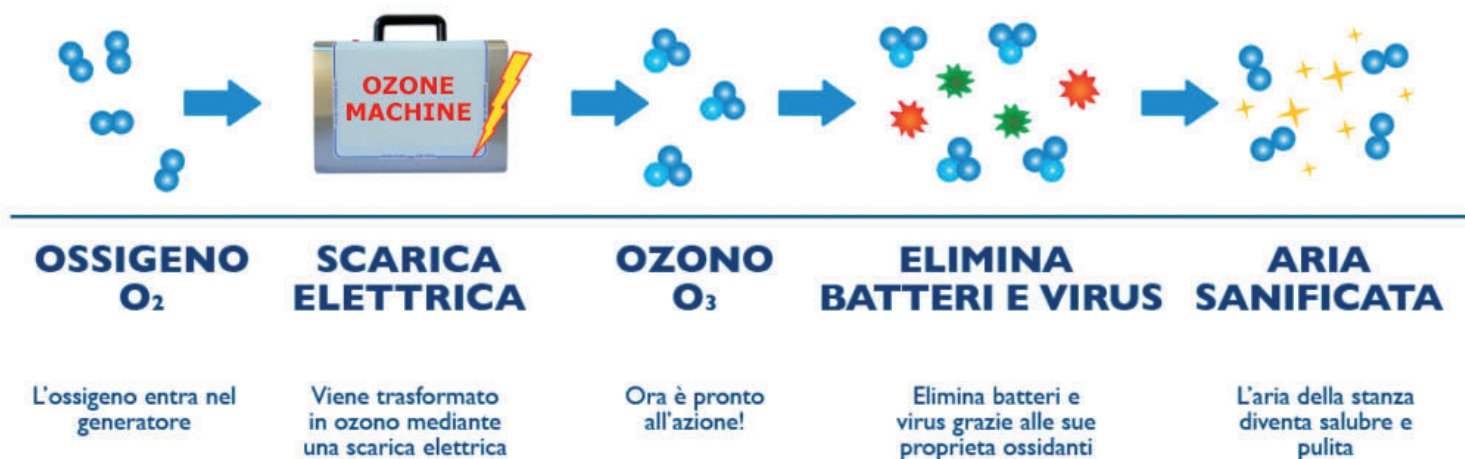 OZONE
MACHINE
OSSIGENO
O₂
SCARICA
ELETTRICA
OZONO
O₃
ELIMINA
BATTERI E VIRUS
ARIA
SANIFICATA
L'ossigeno entra nel
generatore
Viene trasformato
in ozono mediante
una scarica elettrica
Ora è pronto
all'azione!
Elimina batteri e
virus grazie alle sue
proprieta ossidanti
L'aria della stanza
diventa salubre e
pulita